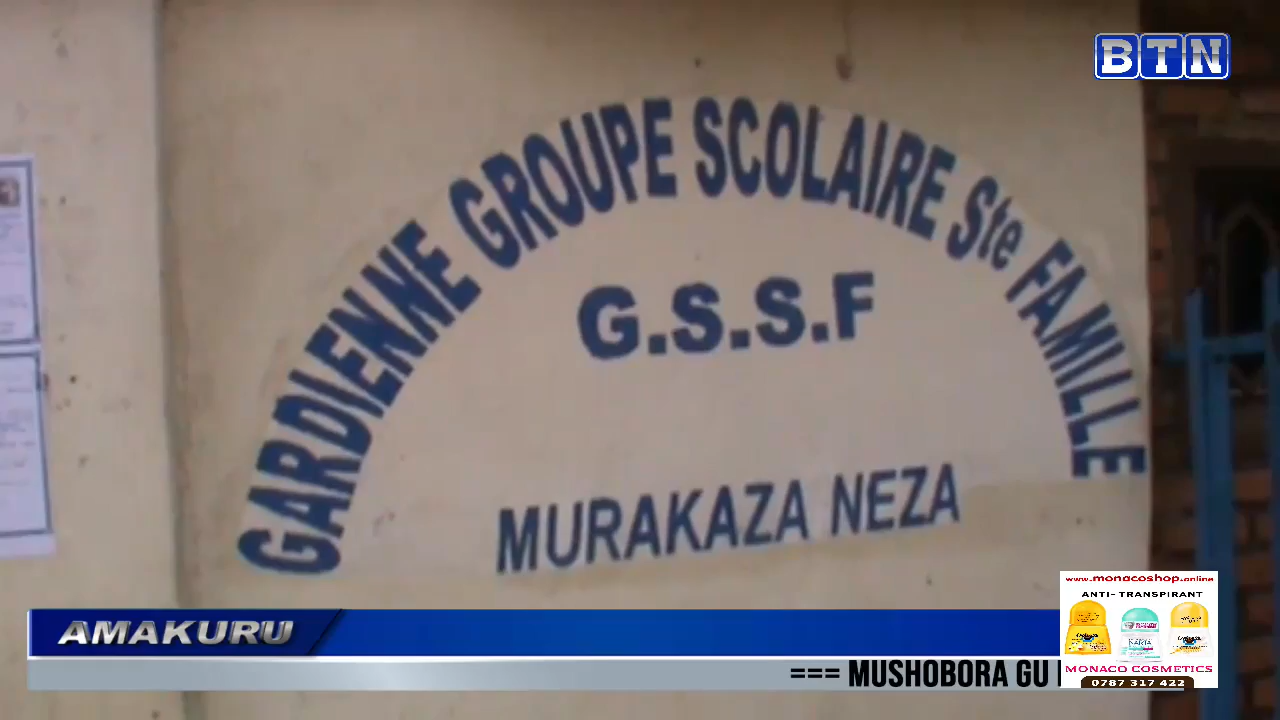 BTN
GARDIENNE GROUPE SCOLAIRE Ste FAMILLE
G.S.S.F
MURAKAZA NEZA
AMAKURU
=== MUSHOBORA GU
www.monacoshop.online
ANTI-TRANSPIRANT
MONACO COSMETICS
0787 317 422